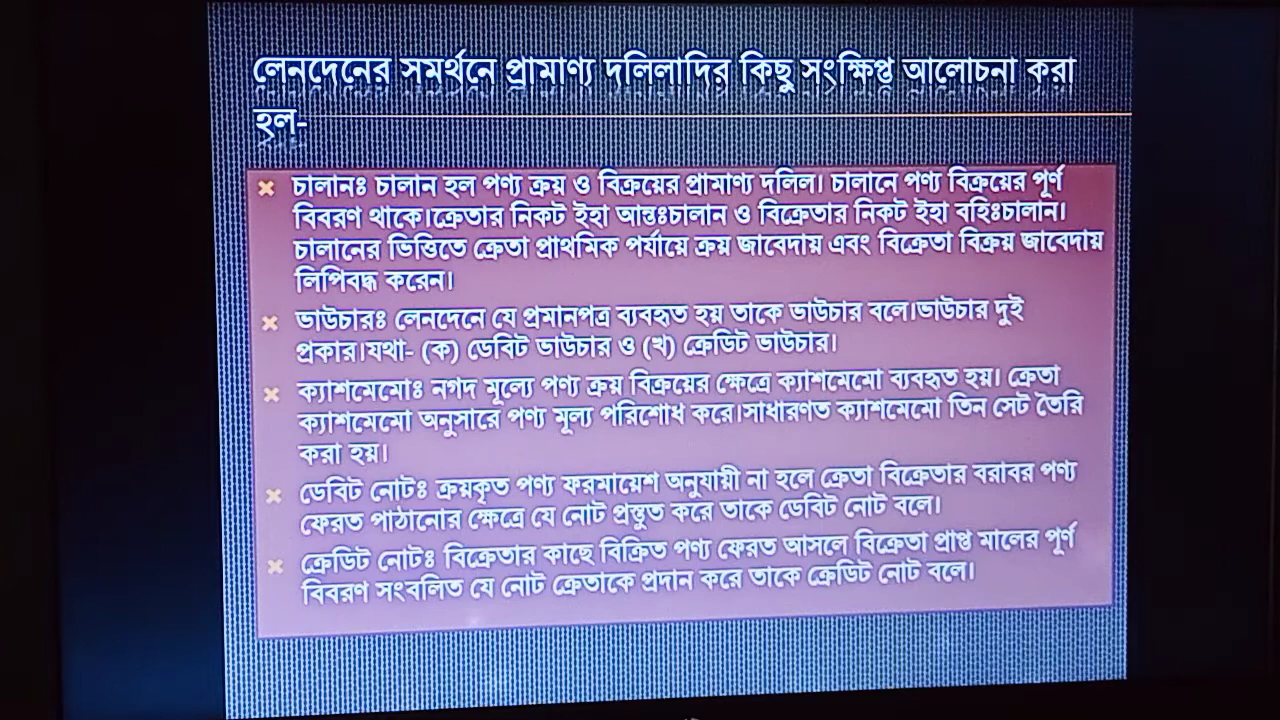 লেনদেনের সমর্থনে প্রামাণ্য দলিলাদির কিছু সংক্ষিপ্ত আলোচনা করা
হল-
চালানঃ চালান হল পণ্য ক্রয় ও বিক্রয়ের প্রামাণ্য দলিল। চালানে পণ্য বিক্রয়ের পূর্ণ
বিবরণ থাকে।ক্রেতার নিকট ইহা আন্তঃচালান ও বিক্রেতার নিকট ইহা বহিঃচালান।
চালানের ভিত্তিতে ক্রেতা প্রাথমিক পর্যায়ে ক্রয় জাবেদায় এবং বিক্রেতা বিক্রয় জাবেদায়
লিপিবদ্ধ করেন।
ভাউচারঃ লেনদেনে যে প্রমানপত্র ব্যবহৃত হয় তাকে ভাউচার বলে।ভাউচার দুই
প্রকার।যথা- (ক) ডেবিট ভাউচার ও (খ) ক্রেডিট ভাউচার।
ক্যাশমেমোঃ নগদ মূল্যে পণ্য ক্রয় বিক্রয়ের ক্ষেত্রে ক্যাশমেমো ব্যবহৃত হয়। ক্রেতা
ক্যাশমেমো অনুসারে পণ্য মূল্য পরিশোধ করে।সাধারণত ক্যাশমেমো তিন সেট তৈরি
করা হয়।
ডেবিট নোটঃ ক্রয়কৃত পণ্য ফরমায়েশ অনুযায়ী না হলে ক্রেতা বিক্রেতার বরাবর পণ্য
ফেরত পাঠানোর ক্ষেত্রে যে নোট প্রস্তুত করে তাকে ডেবিট নোট বলে।
ক্রেডিট নোটঃ বিক্রেতার কাছে বিক্রিত পণ্য ফেরত আসলে বিক্রেতা প্রাপ্ত মালের পূর্ণ
বিবরণ সংবলিত যে নোট ক্রেতাকে প্রদান করে তাকে ক্রেডিট নোট বলে।